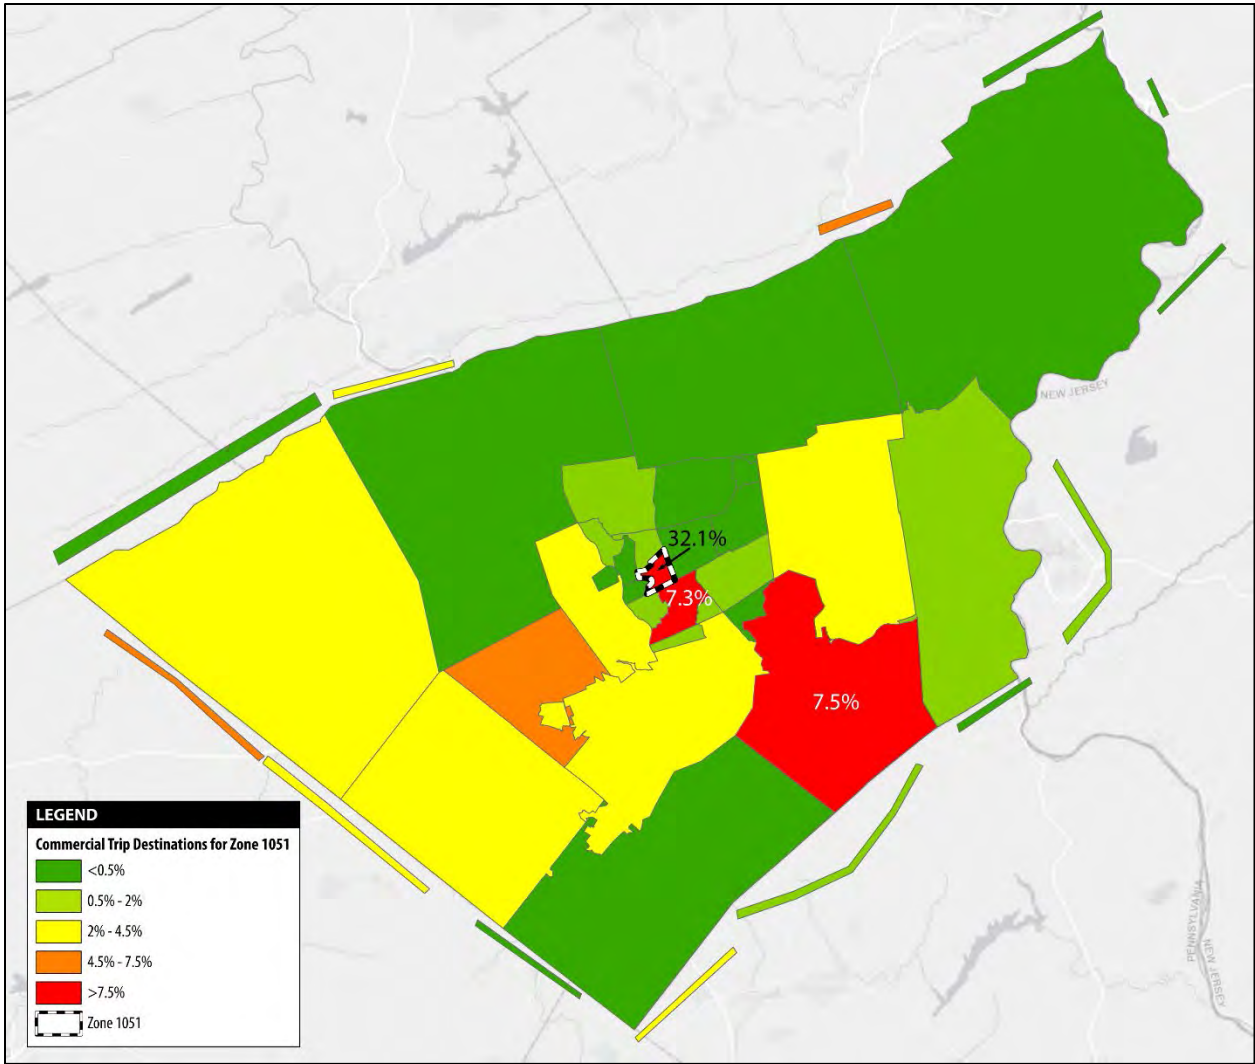 NEW JERSEY
32.1%
7.3%
7.5%
LEGEND
Commercial Trip Destinations for Zone 1051
<0.5%
0.5% - 2%
2% - 4.5%
4.5% - 7.5%
>7.5%
Zone 1051
PENNSYLVANIA
NEW JERSEY